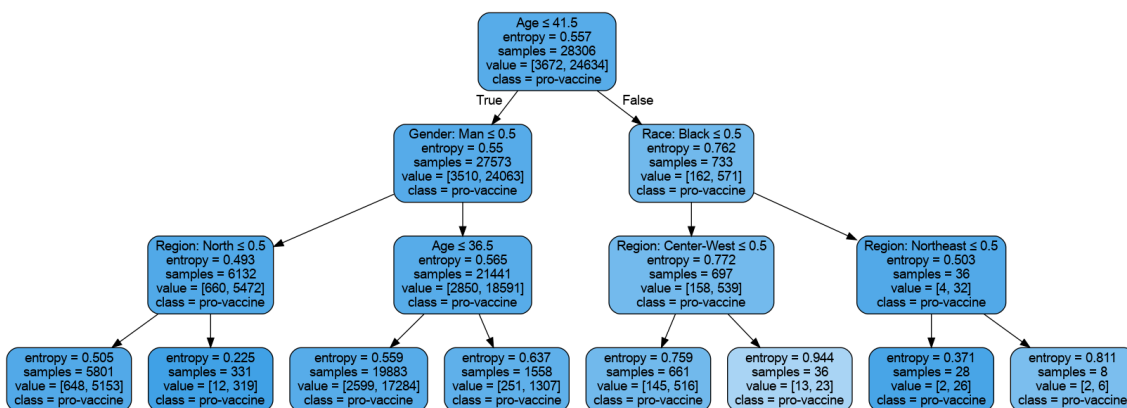 Age ≤ 41.5
entropy = 0.557
samples = 28306
value = [3672, 24634]
class = pro-vaccine
True
False
Gender: Man ≤ 0.5
entropy = 0.55
samples = 27573
value = [3510, 24063]
class = pro-vaccine
Race: Black ≤ 0.5
entropy = 0.762
samples = 733
value = [162, 571]
class = pro-vaccine
Region: North ≤ 0.5
entropy = 0.493
samples = 6132
value = [660, 5472]
class = pro-vaccine
Age ≤ 36.5
entropy = 0.565
samples = 21441
value = [2850, 18591]
class = pro-vaccine
Region: Center-West ≤ 0.5
entropy = 0.772
samples = 697
value = [158, 539]
class = pro-vaccine
Region: Northeast ≤ 0.5
entropy = 0.503
samples = 36
value = [4, 32]
class = pro-vaccine
entropy = 0.505
samples = 5801
value = [648, 5153]
class = pro-vaccine
entropy = 0.225
samples = 331
value = [12, 319]
class = pro-vaccine
entropy = 0.559
samples = 19883
value = [2599, 17284]
class = pro-vaccine
entropy = 0.637
samples = 1558
value = [251, 1307]
class = pro-vaccine
entropy = 0.759
samples = 661
value = [145, 516]
class = pro-vaccine
entropy = 0.944
samples = 36
value = [13, 23]
class = pro-vaccine
entropy = 0.371
samples = 28
value = [2, 26]
class = pro-vaccine
entropy = 0.811
samples = 8
value = [2, 6]
class = pro-vaccine